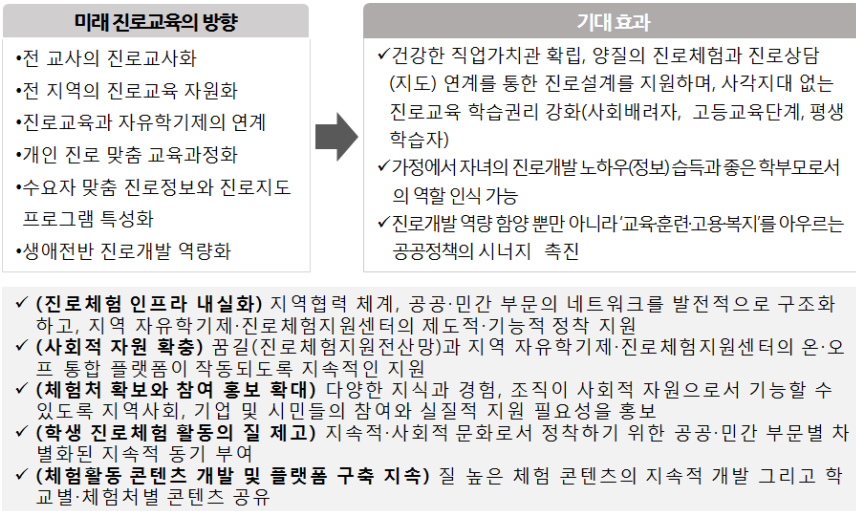 미래 진로교육의 방향
•전 교사의 진로교사화
•전 지역의 진로교육 자원화
•진로교육과 자유학기제의 연계
•개인 진로 맞춤 교육과정화
•수요자 맞춤 진로정보와 진로지도
프로그램 특성화
•생애전반 진로개발 역량화
기대 효과
✓건강한 직업가치관 확립, 양질의 진로체험과 진로상담
(지도) 연계를 통한 진로설계를 지원하며, 사각지대 없는
진로교육 학습권리 강화(사회배려자, 고등교육단계, 평생
학습자)
✓가정에서 자녀의 진로개발 노하우(정보) 습득과 좋은 학부모로서
의 역할 인식 가능
✓진로개발 역량 함양 뿐만 아니라 '교육·훈련·고용·복지'를 아우르는
공공정책의 시너지 촉진
✓ (진로체험 인프라 내실화) 지역협력 체계, 공공·민간 부문의 네트워크를 발전적으로 구조화
하고, 지역 자유학기제·진로체험지원센터의 제도적·기능적 정착 지원
✓ (사회적 자원 확충) 꿈길(진로체험지원전산망)과 지역 자유학기제·진로체험지원센터의 온·오
프 통합 플랫폼이 작동되도록 지속적인 지원
✓ (체험처 확보와 참여 홍보 확대) 다양한 지식과 경험, 조직이 사회적 자원으로서 기능할 수
있도록 지역사회, 기업 및 시민들의 참여와 실질적 지원 필요성을 홍보
✓ (학생 진로체험 활동의 질 제고) 지속적·사회적 문화로서 정착하기 위한 공공·민간 부문별 차
별화된 지속적 동기 부여
✓ (체험활동 콘텐츠 개발 및 플랫폼 구축 지속) 질 높은 체험 콘텐츠의 지속적 개발 그리고 학
교별·체험처별 콘텐츠 공유